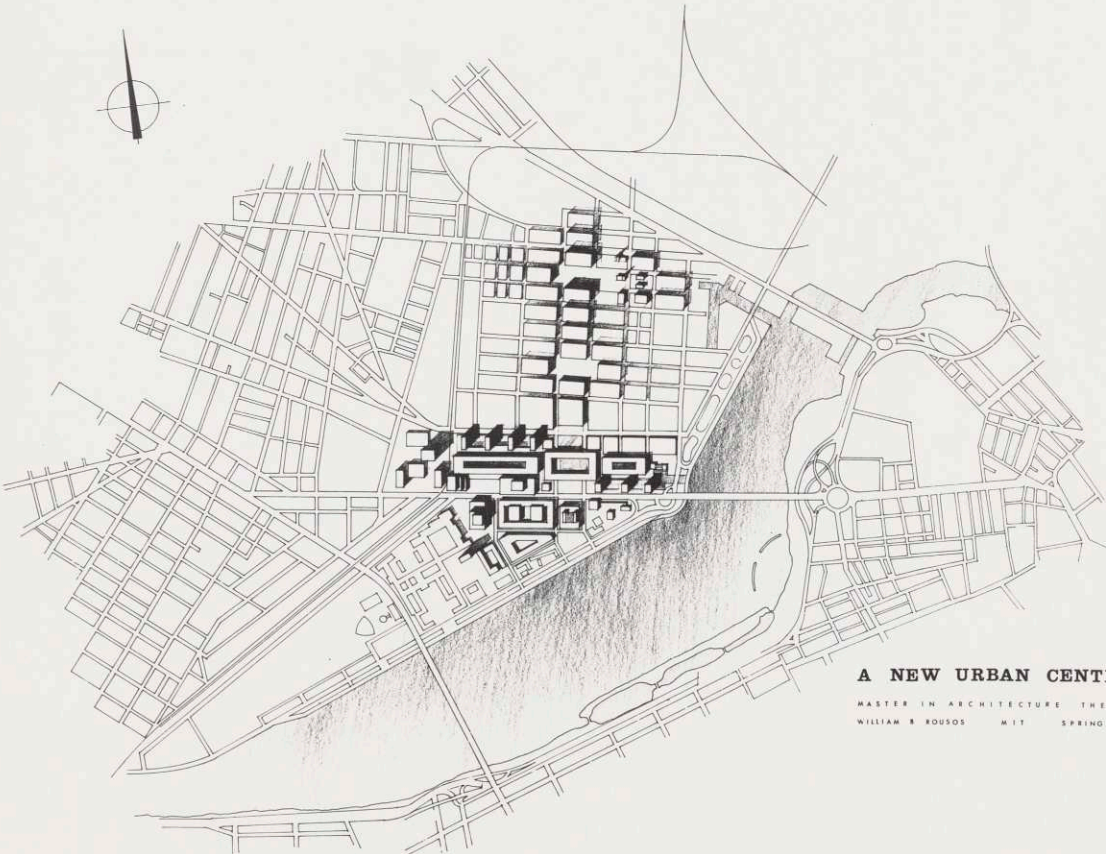 A NEW URBAN CENT
MASTER IN ARCHITECTURE THE
WILLIAM B ROUSOS MIT SPRING